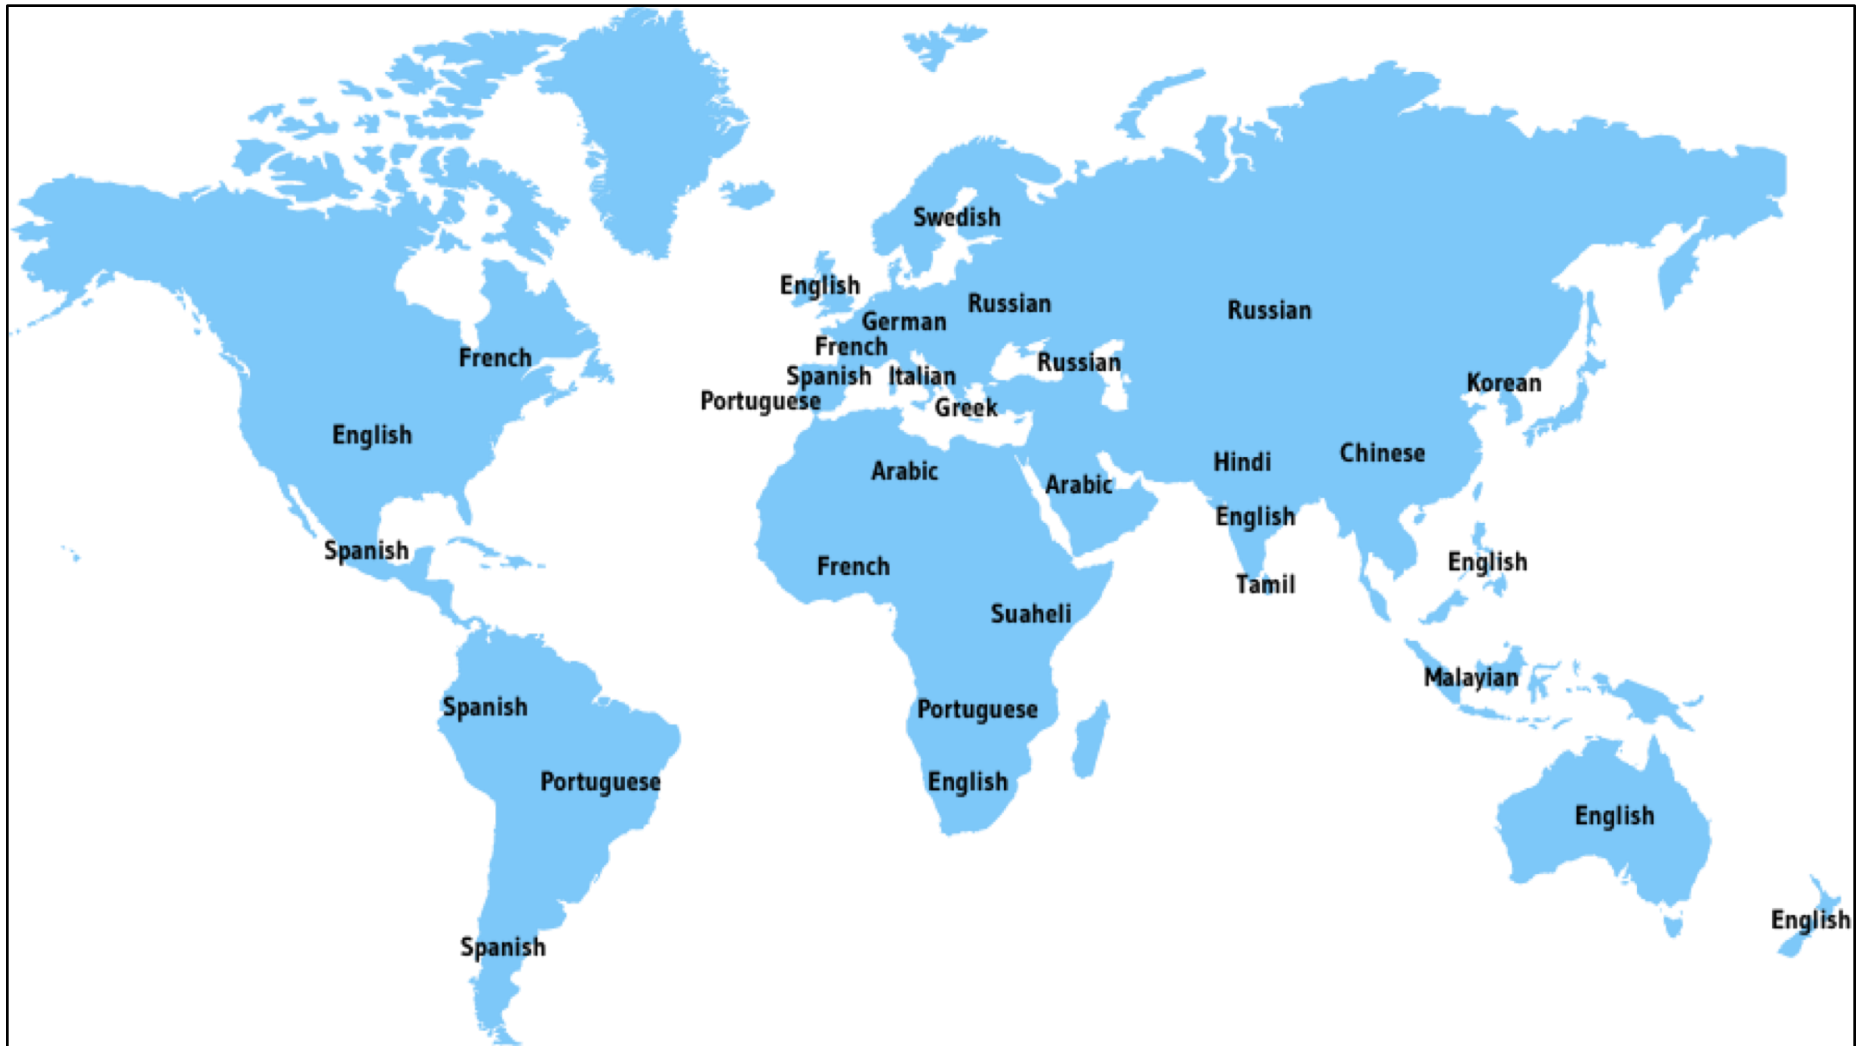 Swedish
English
Russian
Russian
German
French
French
Russian
Spanish
Italian
Korean
Portuguese
Greek
English
Chinese
Hindi
Arabic
Arabic
English
Spanish
English
French
Tamil
Suaheli
Malayian
Spanish
Portuguese
Portuguese
English
English
English
Spanish